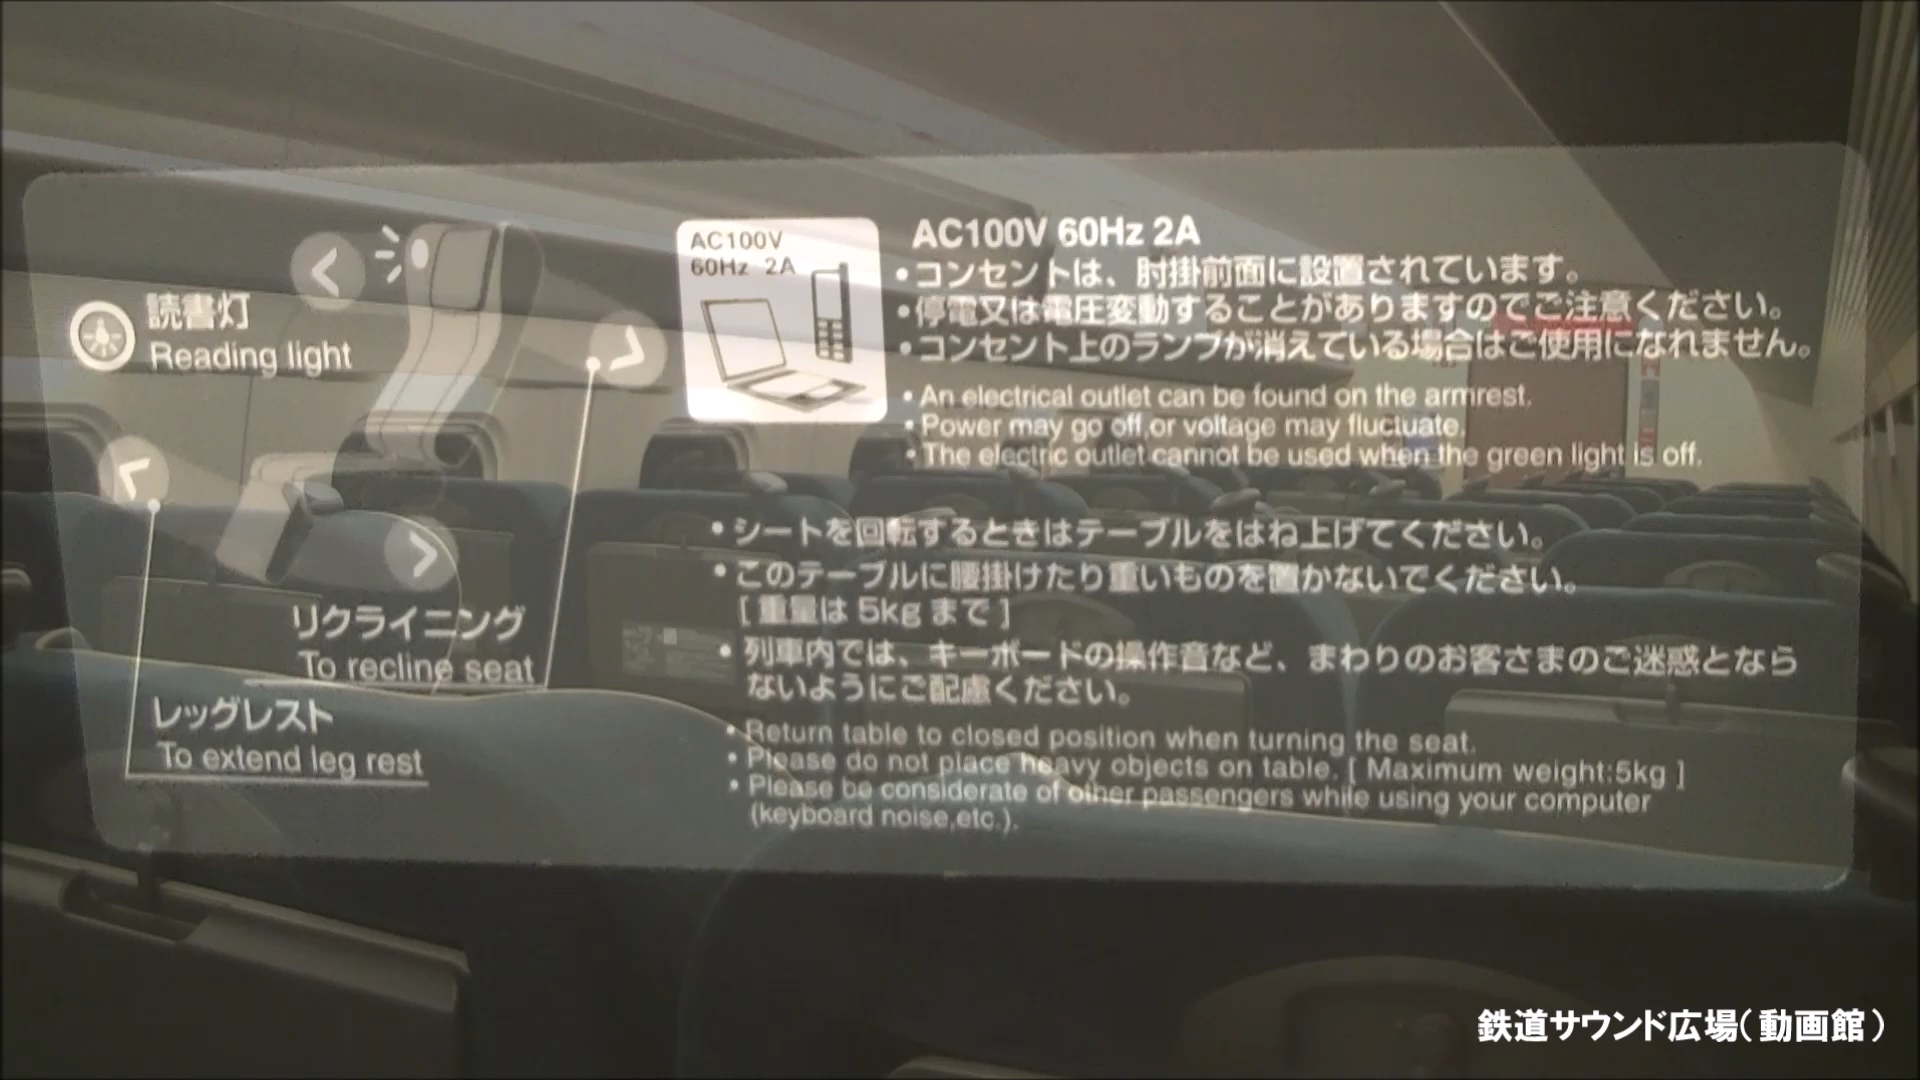 読書灯
Reading light
リクライニング
To recline seat
レッグレスト
To extend leg rest
AC100V
60Hz 2A
AC100V 60Hz 2A
•コンセントは、肘掛前面に設置されています。
•停電又は電圧変動することがありますのでご注意ください。
•コンセント上のランプが消えている場合はご使用になれません。
•An electrical outlet can be found on the armrest.
•Power may go off,or voltage may fluctuate.
•The electric outlet cannot be used when the green light is off.
•シートを回転するときはテーブルをはね上げてください。
•このテーブルに腰掛けたり重いものを置かないでください。
[重量は 5kg まで]
•列車内では、キーボードの操作音など、まわりのお客さまのご迷惑となら
ないようにご配慮ください。
•Return table to closed position when turning the seat.
•Please do not place heavy objects on table. [ Maximum weight:5kg ]
•Please be considerate of other passengers while using your computer
(keyboard noise,etc.).
鉄道サウンド広場(動画館)